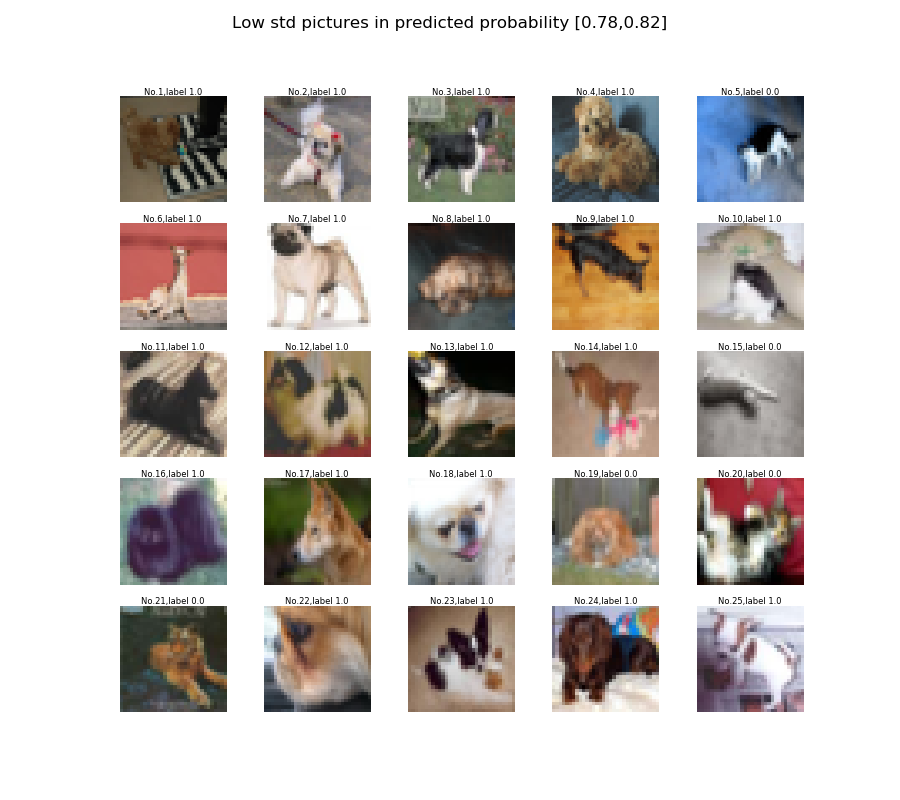 Low std pictures in predicted probability [0.78,0.82]
No.1,label 1.0
No.2,label 1.0
No.3,label 1.0
No.4,label 1.0
No.5,label 0.0
No.6,label 1.0
No.7,label 1.0
No.8,label 1.0
No.9,label 1.0
No.10,label 1.0
No.11,label 1.0
No.12,label 1.0
No.13,label 1.0
No.14,label 1.0
No.15,label 0.0
No.16,label 1.0
No.17,label 1.0
No.18,label 1.0
No.19,label 0.0
No.20,label 0.0
No.21,label 0.0
No.22,label 1.0
No.23,label 1.0
No.24,label 1.0
No.25,label 1.0